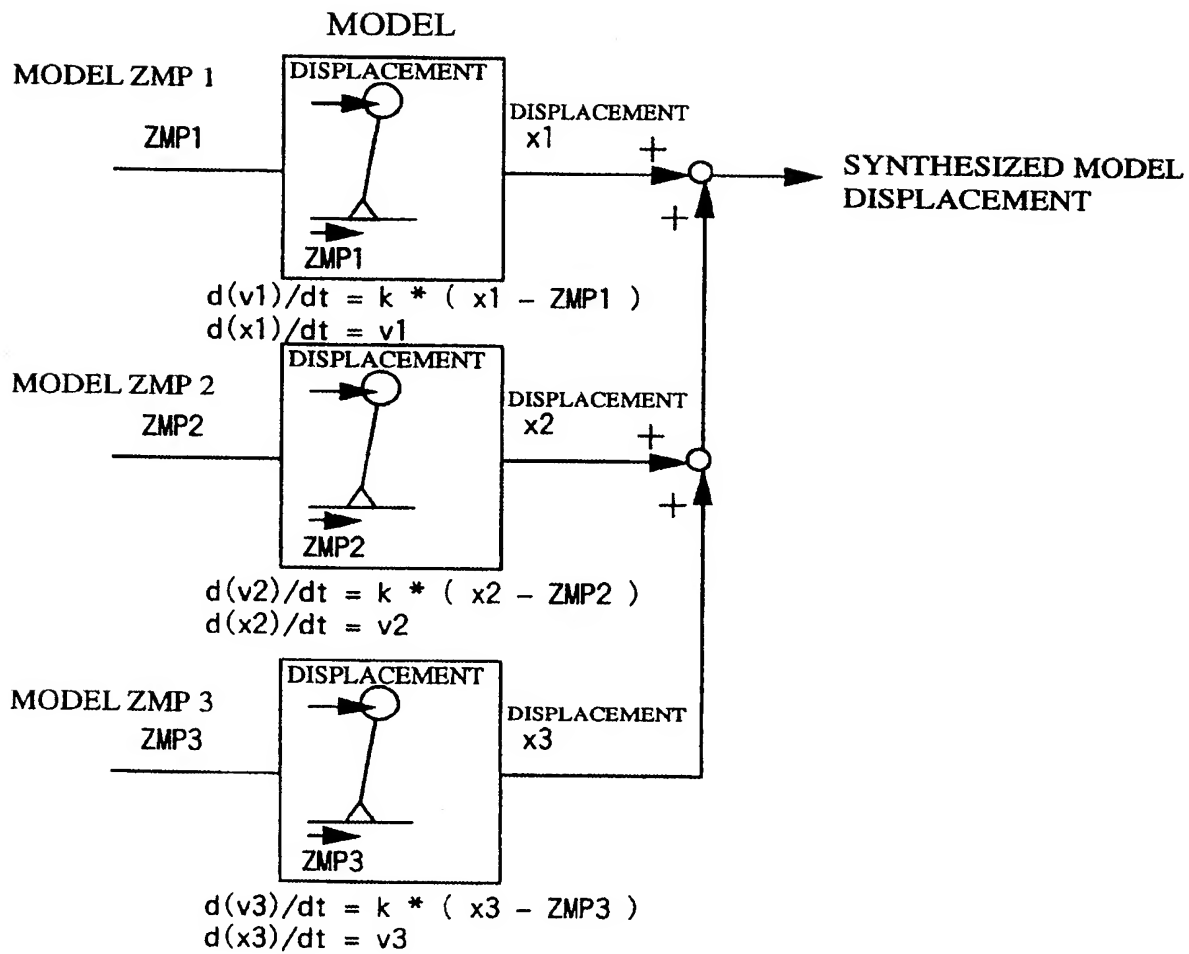 MODEL
MODEL ZMP 1
ZMP1
DISPLACEMENT
ZMP1
DISPLACEMENT
x1
+
+
SYNTHESIZED MODEL
DISPLACEMENT
d(v1)/dt = k * ( x1 - ZMP1 )
d(x1)/dt = v1
MODEL ZMP 2
ZMP2
DISPLACEMENT
ZMP2
DISPLACEMENT
x2
+
+
d(v2)/dt = k * ( x2 - ZMP2 )
d(x2)/dt = v2
MODEL ZMP 3
ZMP3
DISPLACEMENT
ZMP3
DISPLACEMENT
x3
d(v3)/dt = k * ( x3 - ZMP3 )
d(x3)/dt = v3